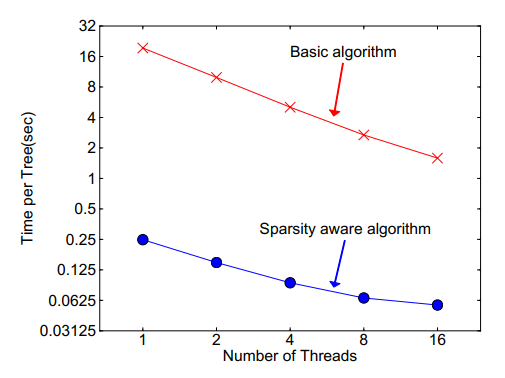 32
16
8
4
2
1
0.5
0.25
0.125
0.0625
0.03125
Time per Tree(sec)
Basic algorithm
Sparsity aware algorithm
1 2 4 8 16
Number of Threads